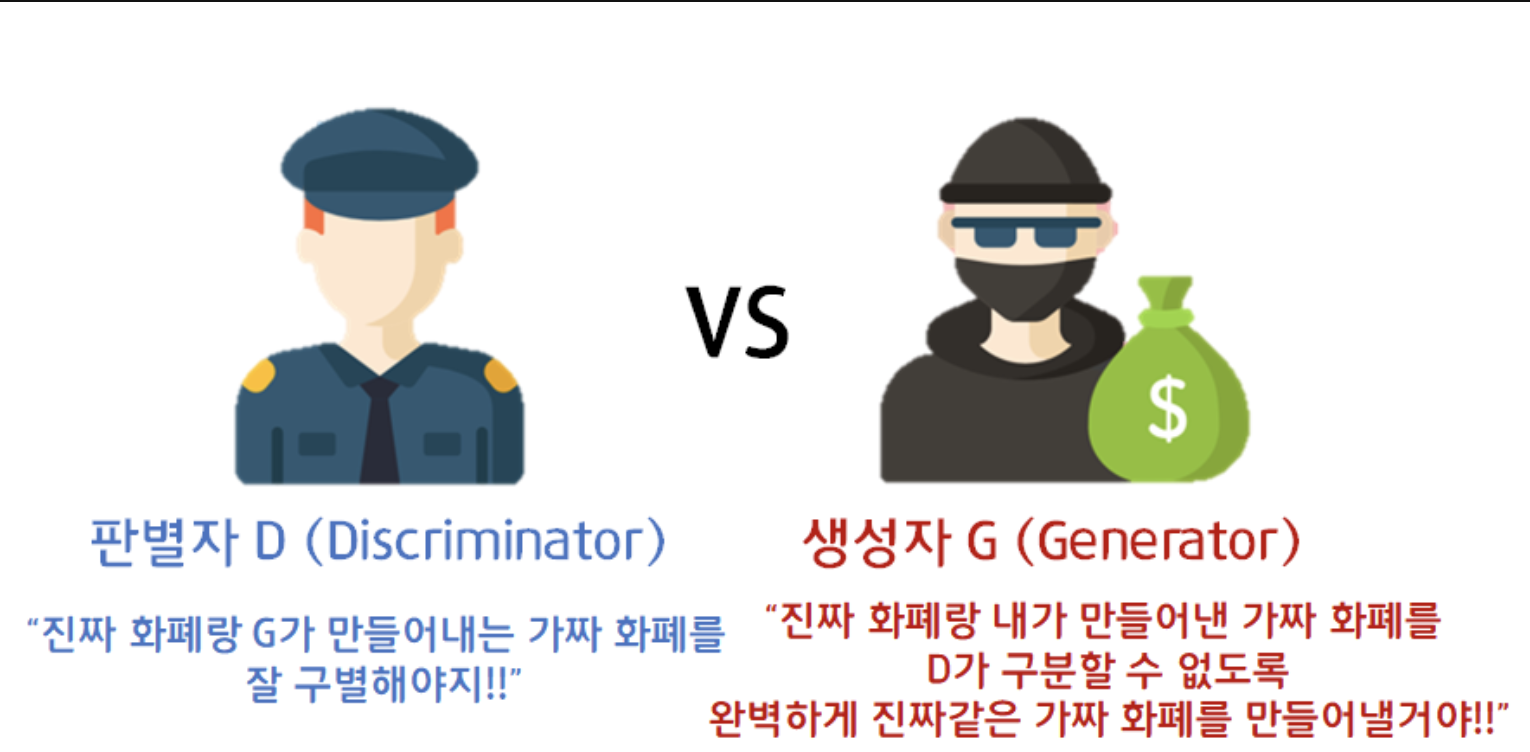 VS
$
판별자 D (Discriminator)
“진짜 화폐랑 G가 만들어내는 가짜 화폐를
잘 구별해야지!!”
생성자 G (Generator)
“진짜 화폐랑 내가 만들어낸 가짜 화폐를
D가 구분할 수 없도록
완벽하게 진짜같은 가짜 화폐를 만들어낼거야!!”